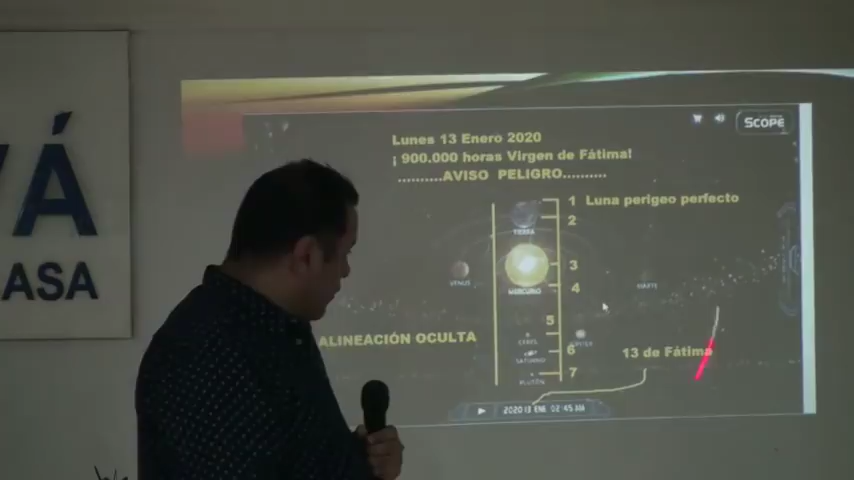 VÁ
ASA
SCOPE
Lunes 13 Enero 2020
¡ 900.000 horas Virgen de Fátima!
..........AVISO PELIGRO..........
1 Luna perigeo perfecto
2
TIERRA
3
VENUS
MERCURIO
4
MARTE
5
ALINEACIÓN OCULTA
CERES
6
13 de Fátima
SATURNO
7
PLUTÓN
2020 13 ENE 02:45 AM